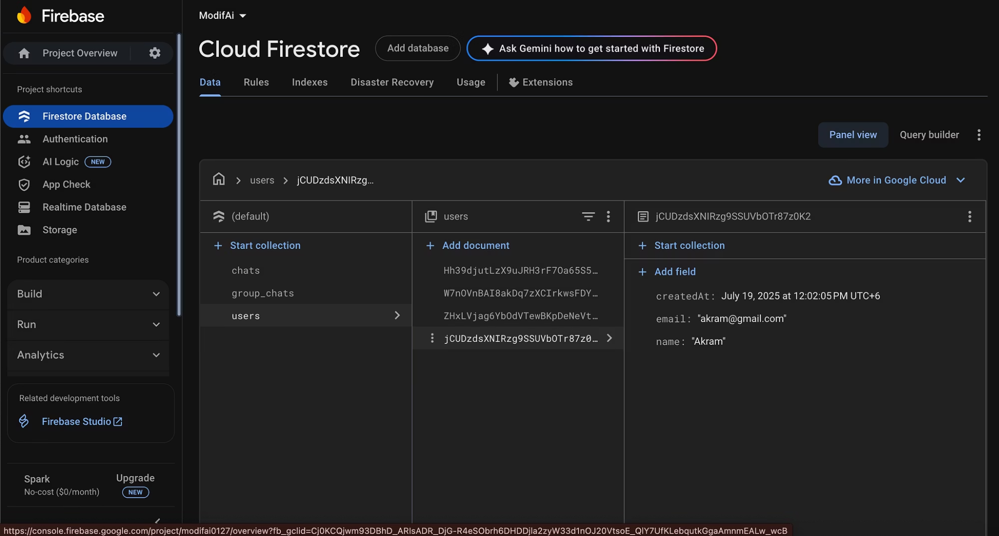 Firebase
ModifAi
Project Overview
Cloud Firestore
Add database
Ask Gemini how to get started with Firestore
Data
Rules
Indexes
Disaster Recovery
Usage
Extensions
Project shortcuts
Firestore Database
Authentication
AI Logic NEW
App Check
Realtime Database
Storage
Product categories
Build
Run
Analytics
Related development tools
Firebase Studio
Spark
No-cost ($0/month)
Upgrade
NEW
Panel view
Query builder
users
jCUDzdsXNIRzg...
More in Google Cloud
(default)
Start collection
chats
group_chats
users
users
Add document
Hh39djutLzX9uJRH3rF7Oa65S5…
W7nOVnBAI8akDq7zXCIrkwsFDY…
ZHxLVjag6YbOdVTewBKpDeNeVt…
jCUDzdsXNIRzg9SSUVbOTr87z0…
jCUDzdsXNIRzg9SSUVbOTr87z0K2
Start collection
Add field
createdAt: July 19, 2025 at 12:02:05 PM UTC+6
email: "akram@gmail.com"
name: "Akram"
https://console.firebase.google.com/project/modifai0127/overview?fb_gclid=Cj0KCQjwm93DBhD_ARIsADR_DjG-R4eSObrh6DHDDjla2zyW33d1nOJ20VtsoE_QlY7UfKLebqutkGgaAmnmEALw_wcB